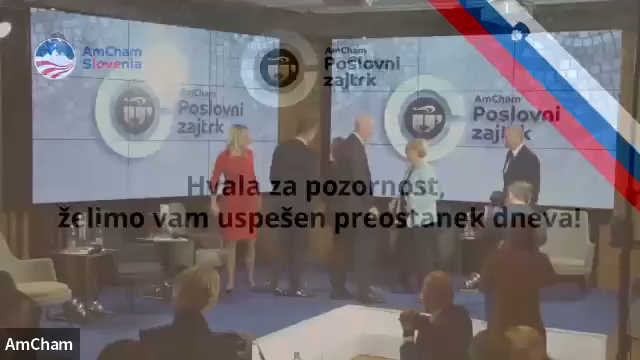 AmCham
Slovenia
AmCham
Poslovni
zajtrk
AmCham
Poslovni
zajtrk
AmCham
Poslovni
zajtrk
Hvala za pozornost,
želimo vam uspešen preostanek dneva!
AmCham